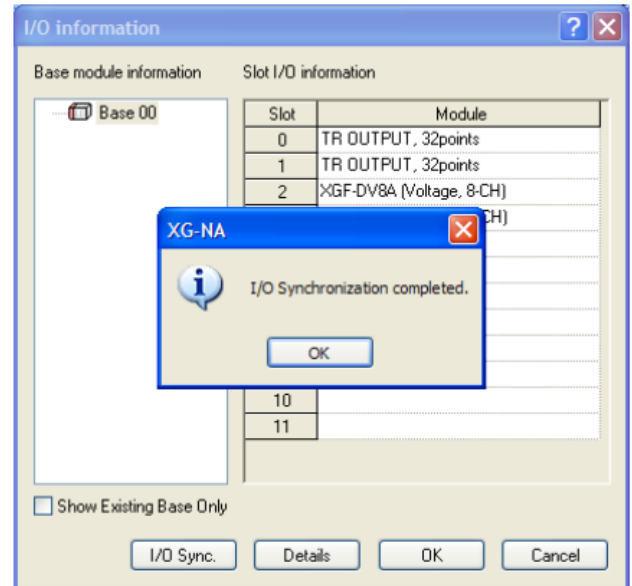 I/O information
Base module information Slot I/O information
Base 00
Slot Module
0 TR OUTPUT, 32points
1 TR OUTPUT, 32points
2 XGF-DV8A (Voltage, 8-CH)
CH)
XG-NA
I/O Synchronization completed.
OK
10
11
Show Existing Base Only
I/O Sync. Details OK Cancel